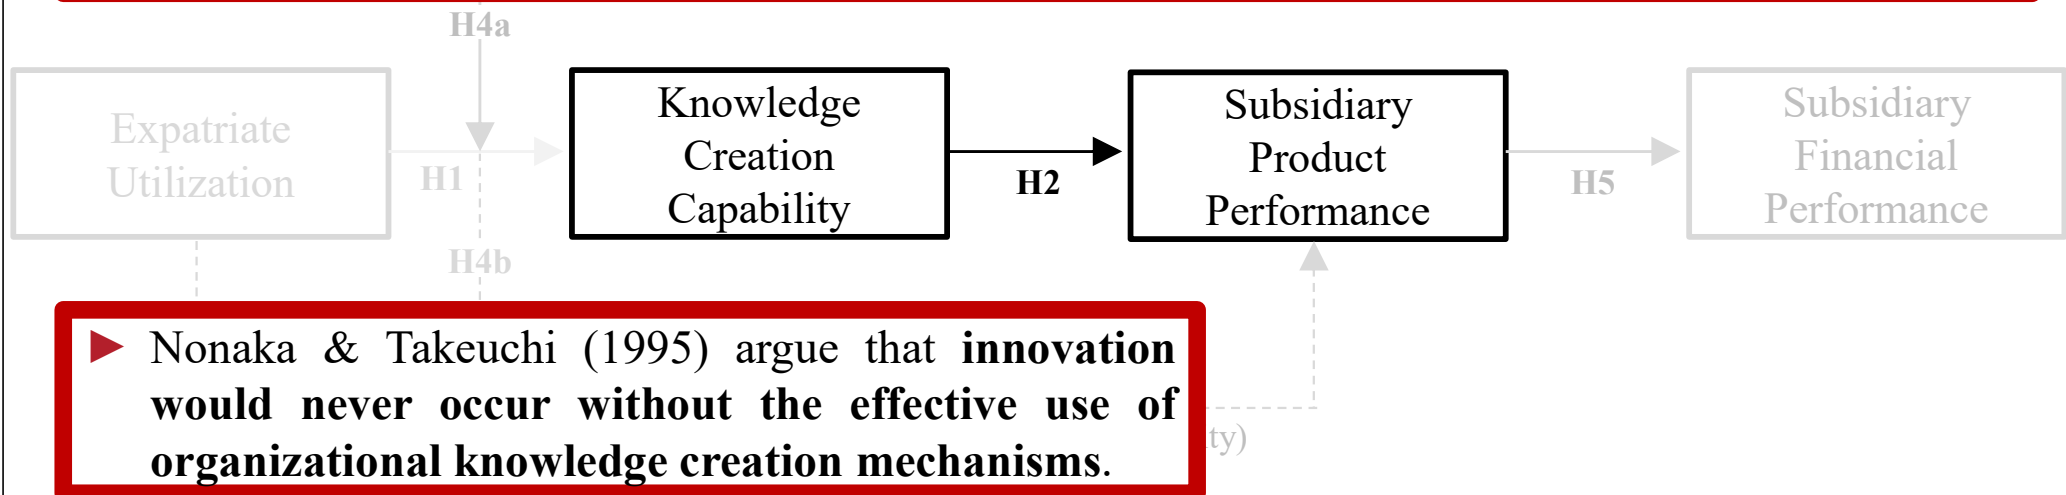 H4a
Expatriate
Utilization
H1
Knowledge
Creation
Capability
H2
Subsidiary
Product
Performance
H5
Subsidiary
Financial
Performance
H4b
► Nonaka & Takeuchi (1995) argue that innovation
would never occur without the effective use of
organizational knowledge creation mechanisms.
ty)